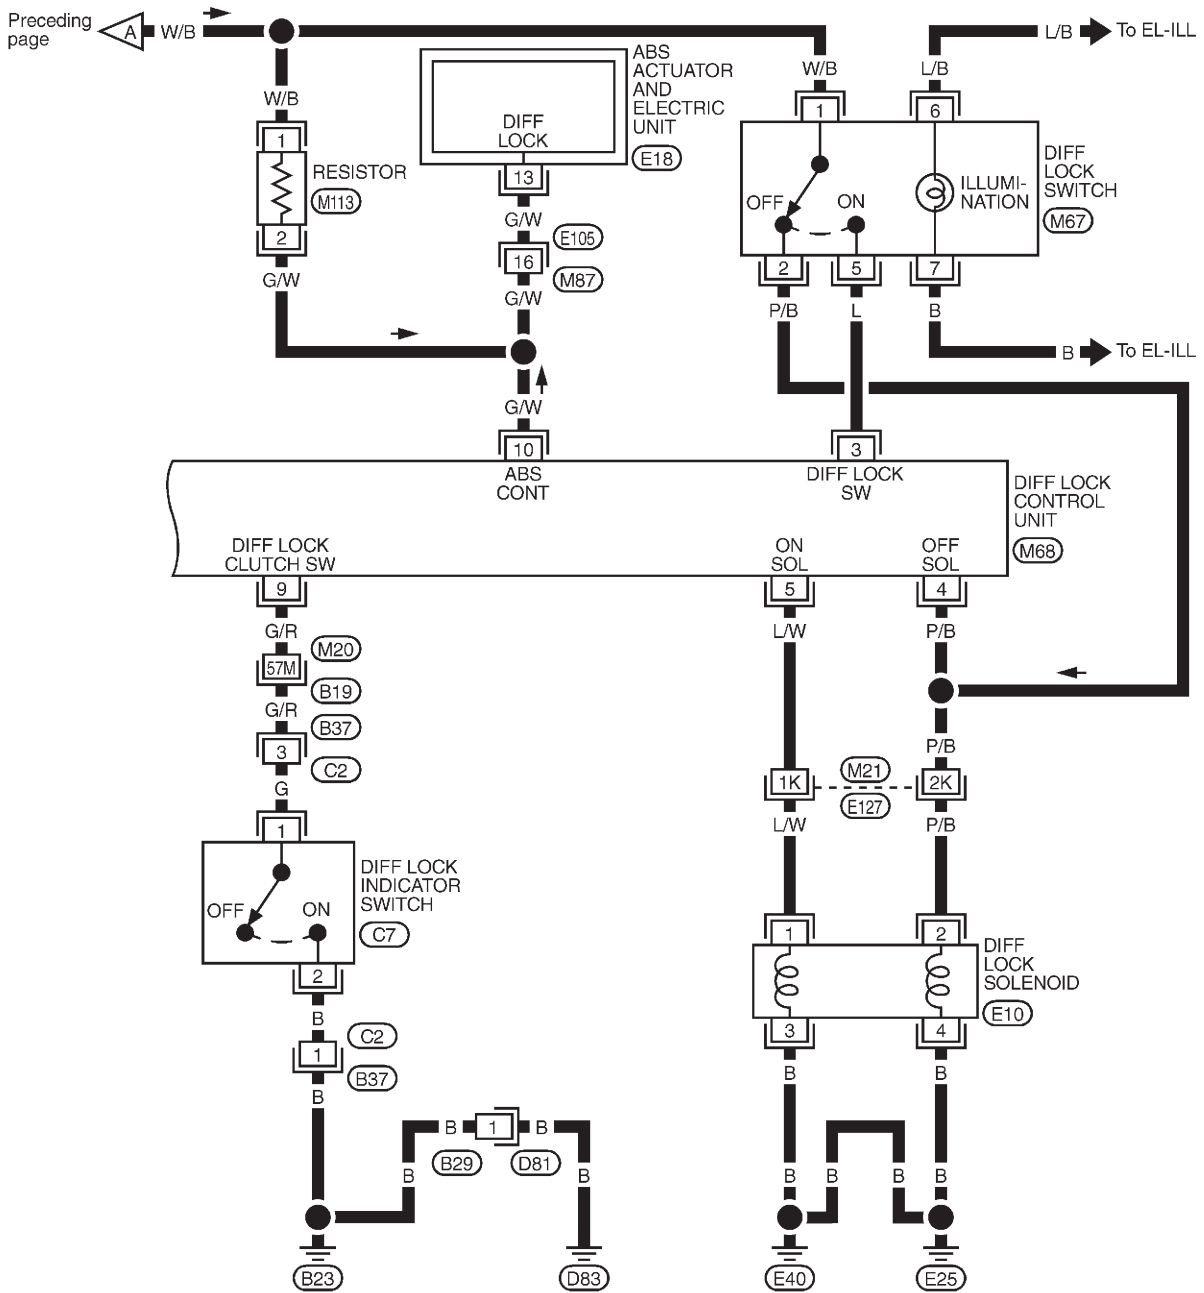 Preceding
page
A
W/B
L/B
To EL-ILL
W/B
W/B
L/B
ABS
ACTUATOR
AND
ELECTRIC
UNIT
E18
DIFF
LOCK
13
1
RESISTOR
M113
2
G/W
G/W
E105
16
M87
G/W
1
6
OFF
ON
ILLUMI-
NATION
DIFF
LOCK
SWITCH
M67
2
5
7
P/B
L
B
B
To EL-ILL
G/W
10
3
ABS
CONT
DIFF LOCK
SW
DIFF LOCK
CONTROL
UNIT
M68
DIFF LOCK
CLUTCH SW
ON
SOL
OFF
SOL
9
5
4
G/R
L/W
P/B
M20
57M
B19
G/R
B37
3
C2
G
P/B
1K
M21
E127
2K
L/W
P/B
1
OFF
ON
DIFF LOCK
INDICATOR
SWITCH
C7
2
B
C2
1
B37
B
1
2
DIFF
LOCK
SOLENOID
E10
3
4
B
B
B
1
B
B29
D81
B
B
B
B
B
B
B23
D83
E40
E25